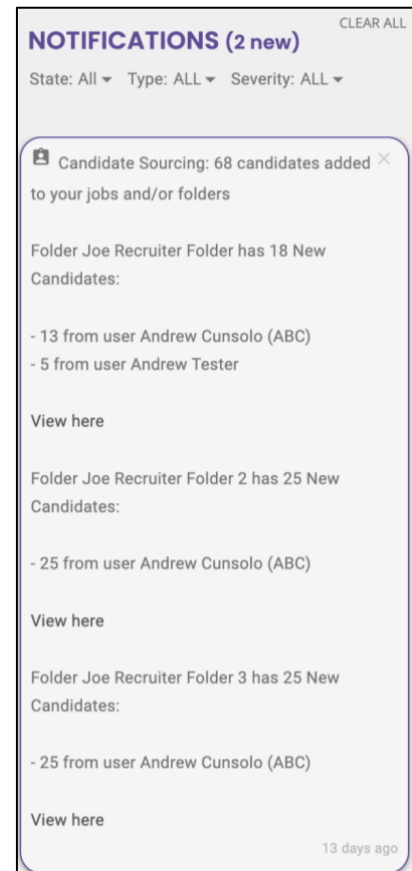 CLEAR ALL
NOTIFICATIONS (2 new)
State: All Type: ALL Severity: ALL
Candidate Sourcing: 68 candidates added
to your jobs and/or folders
Folder Joe Recruiter Folder has 18 New
Candidates:
- 13 from user Andrew Cunsolo (ABC)
- 5 from user Andrew Tester
View here
Folder Joe Recruiter Folder 2 has 25 New
Candidates:
- 25 from user Andrew Cunsolo (ABC)
View here
Folder Joe Recruiter Folder 3 has 25 New
Candidates:
- 25 from user Andrew Cunsolo (ABC)
View here
13 days ago